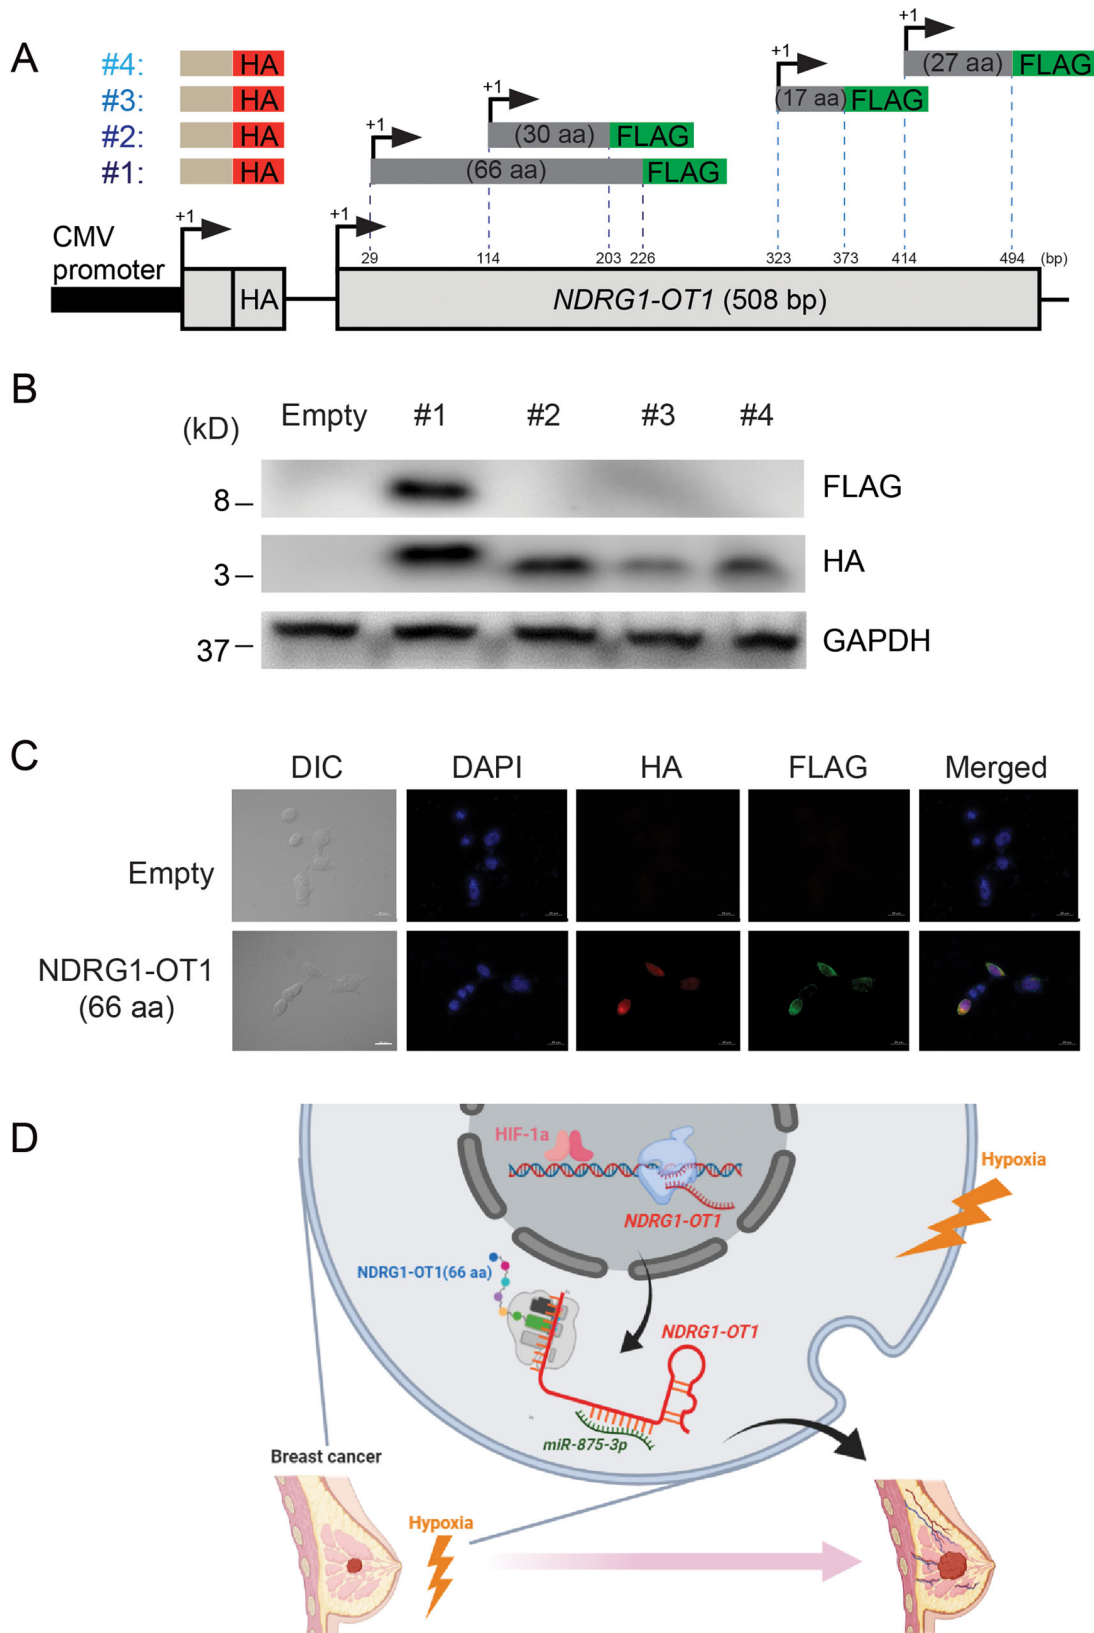 A
#4: HA
#3: HA
#2: HA
#1: HA
+1 (27 aa) FLAG
+1 (17 aa) FLAG
+1 (30 aa) FLAG
+1 (66 aa) FLAG
CMV promoter
+1
+1
29 114 203 226 323 373 414 494 (bp)
HA
NDRG1-OT1 (508 bp)
B
(kD) Empty #1 #2 #3 #4
8 FLAG
3 HA
37 GAPDH
C
DIC DAPI HA FLAG Merged
Empty
NDRG1-OT1
(66 aa)
D
HIF-1a
Hypoxia
NDRG1-OT1
NDRG1-OT1(66 aa)
NDRG1-OT1
miR-875-3p
Breast cancer
Hypoxia